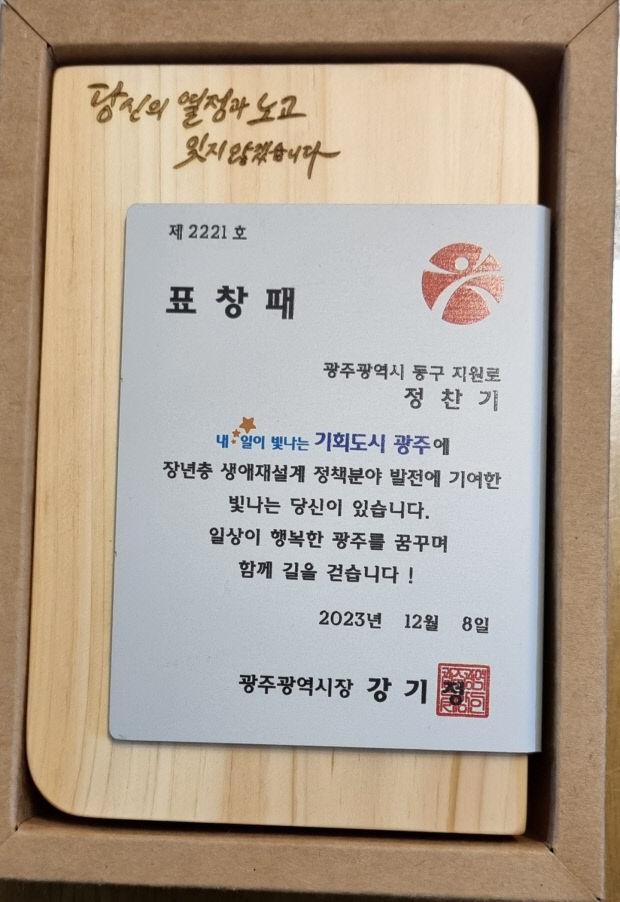 당신의 열정과 노고
잊지 않겠습니다
제 2221 호
표 창 패
광주광역시 동구 지원로
정 찬 기
내☆일이 빛나는 기회도시 광주에
장년층 생애재설계 정책분야 발전에 기여한
빛나는 당신이 있습니다.
일상이 행복한 광주를 꿈꾸며
함께 길을 걷습니다 !
2023년 12월 8일
광주광역시장 강 기 정